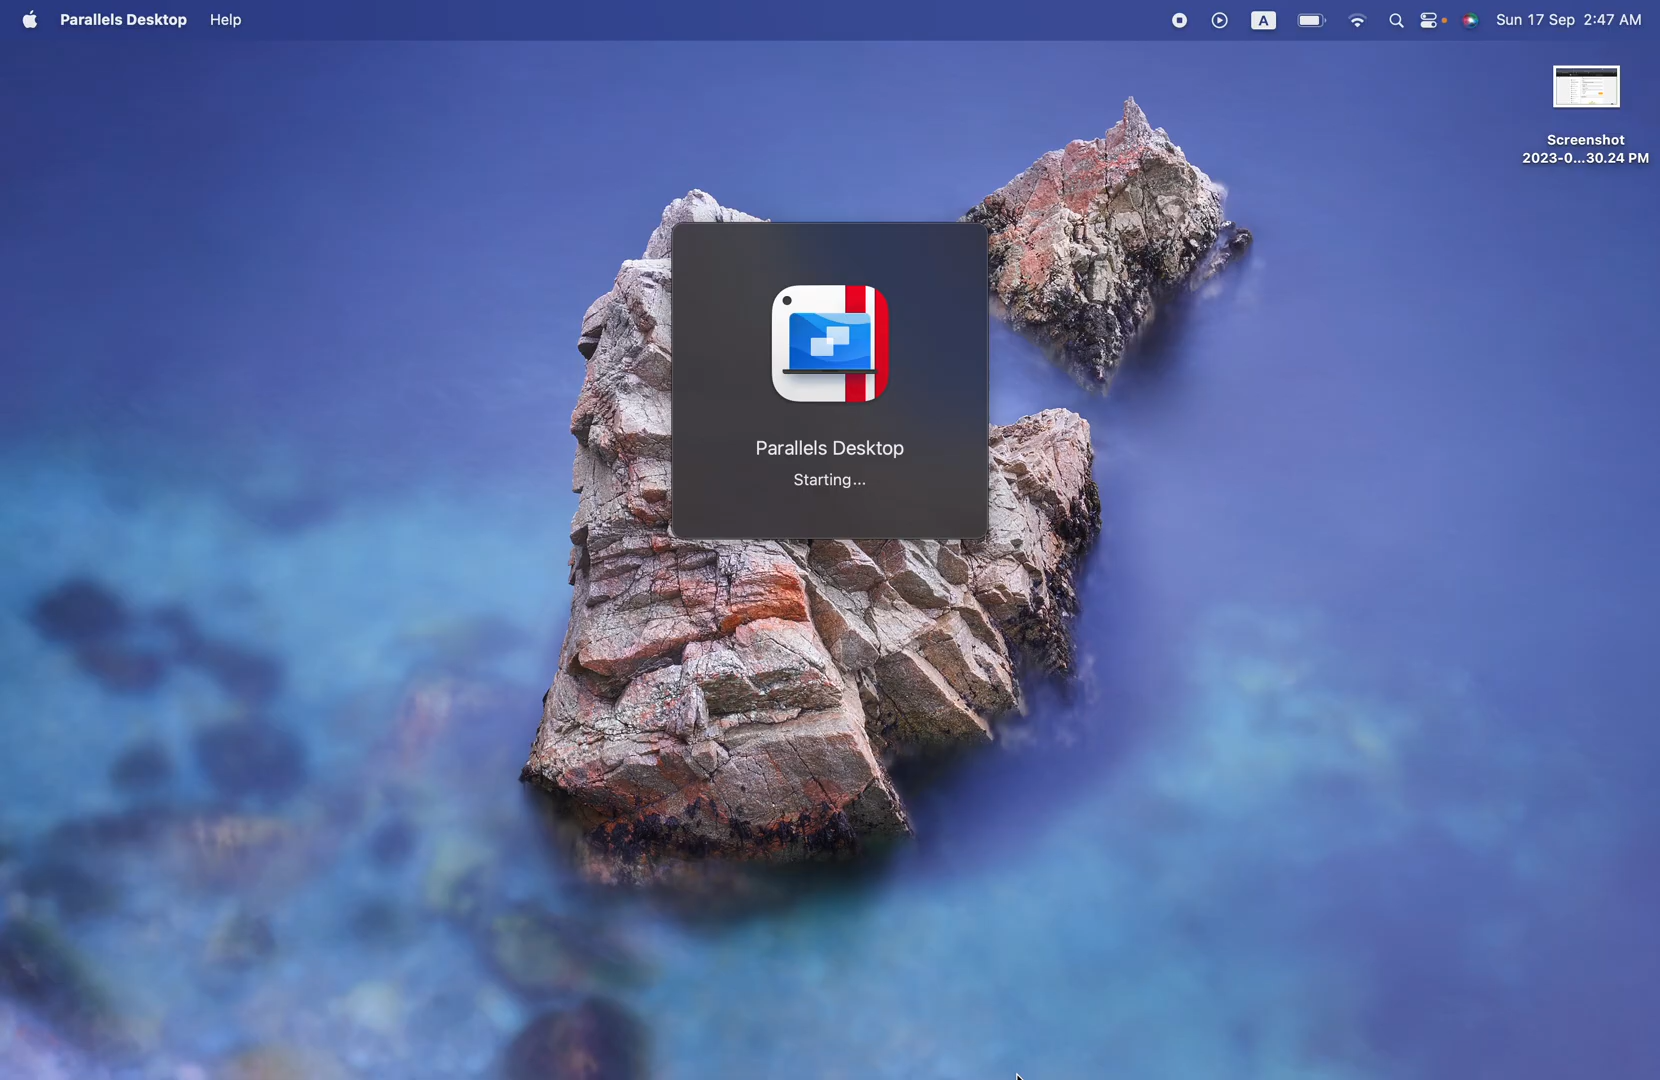 Parallels Desktop Help
A
Sun 17 Sep 2:47 AM
Screenshot
2023-0...30.24 PM
Parallels Desktop
Starting...